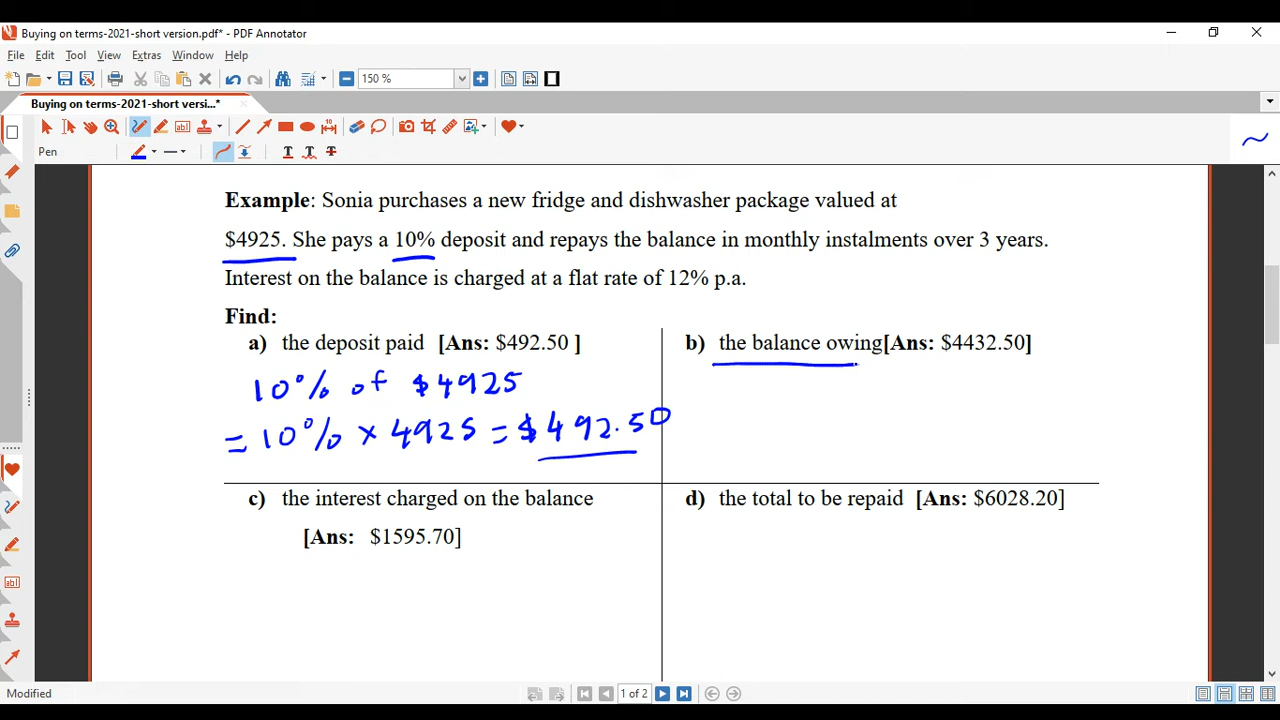 Buying on terms-2021-short version.pdf* - PDF Annotator
File Edit Tool View Extras Window Help
150 %
Buying on terms-2021-short versi...*
Pen
Example: Sonia purchases a new fridge and dishwasher package valued at
$4925. She pays a 10% deposit and repays the balance in monthly instalments over 3 years.
Interest on the balance is charged at a flat rate of 12% p.a.
Find:
a) the deposit paid [Ans: $492.50 ]
10% of $4925
= 10% × 4925 = $492.50
b) the balance owing[Ans: $4432.50]
c) the interest charged on the balance
[Ans: $1595.70]
d) the total to be repaid [Ans: $6028.20]
Modified
1 of 2